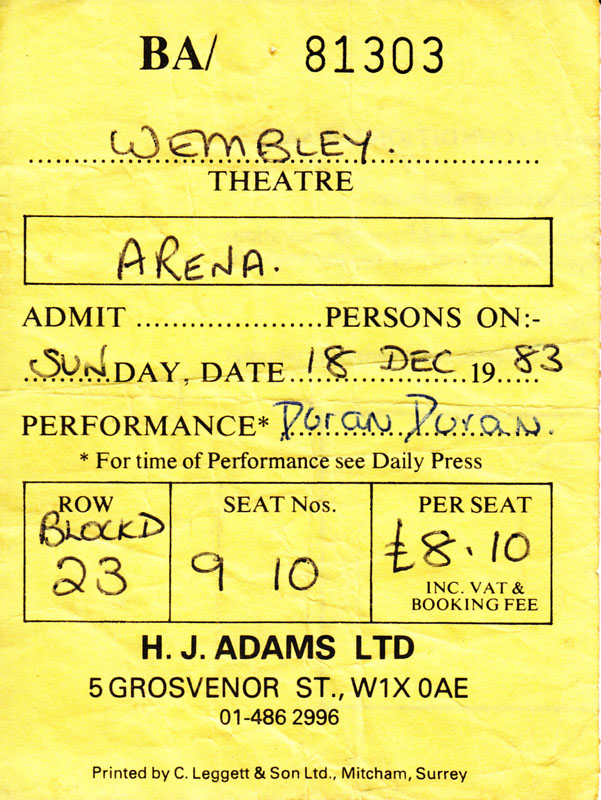 BA/ 81303
WEMBLEY.
THEATRE
ARENA.
ADMIT ..................... PERSONS ON:-
SUNDAY, DATE 18 DEC 1983
PERFORMANCE* Duran Duran.
* For time of Performance see Daily Press
ROW SEAT Nos. PER SEAT
BLOCK D
23 9 10 £8.10
INC. VAT &
BOOKING FEE
H. J. ADAMS LTD
5 GROSVENOR ST., W1X 0AE
01-486 2996
Printed by C. Leggett & Son Ltd., Mitcham, Surrey